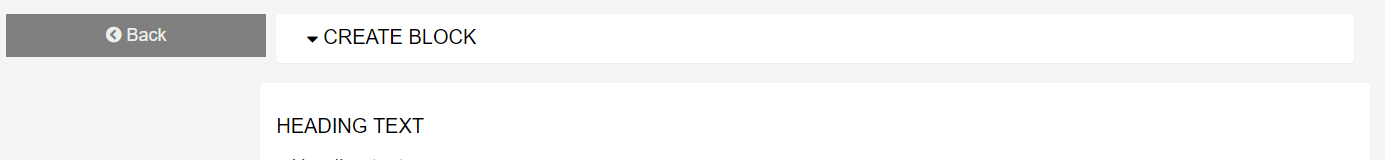 Back
CREATE BLOCK
HEADING TEXT